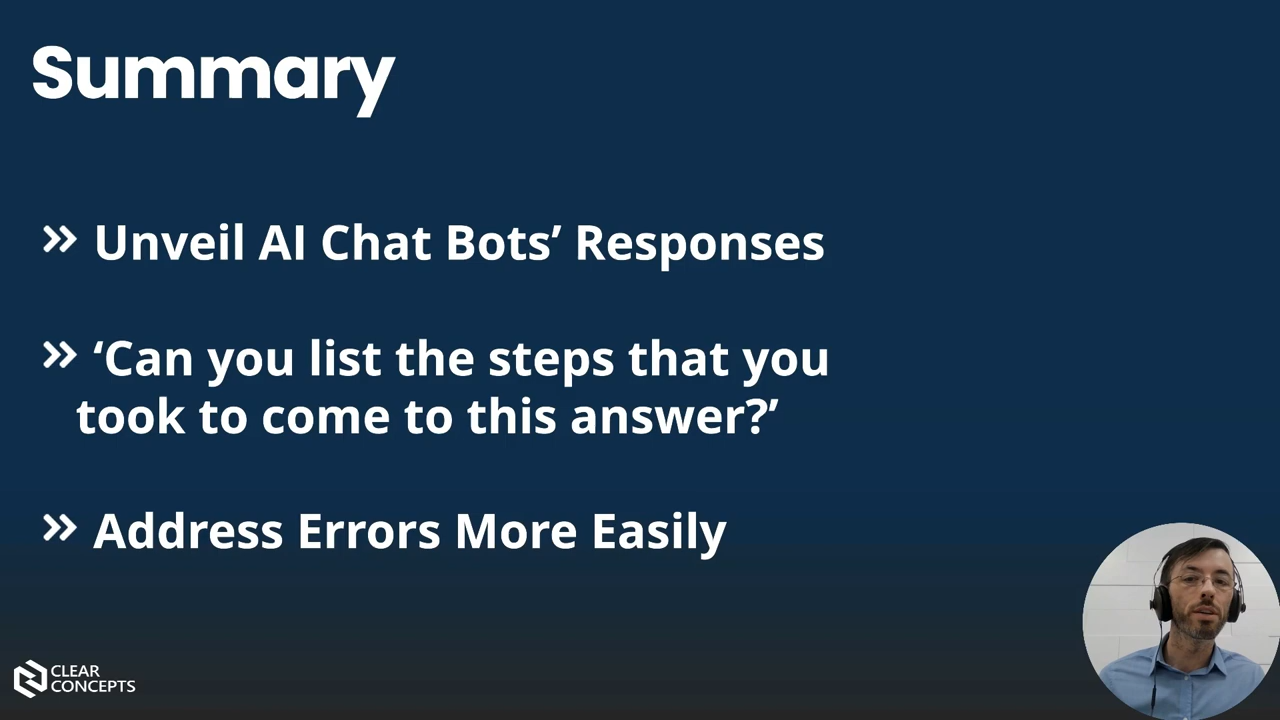 Summary
» Unveil AI Chat Bots’ Responses
» ‘Can you list the steps that you
took to come to this answer?’
» Address Errors More Easily
CLEAR
CONCEPTS